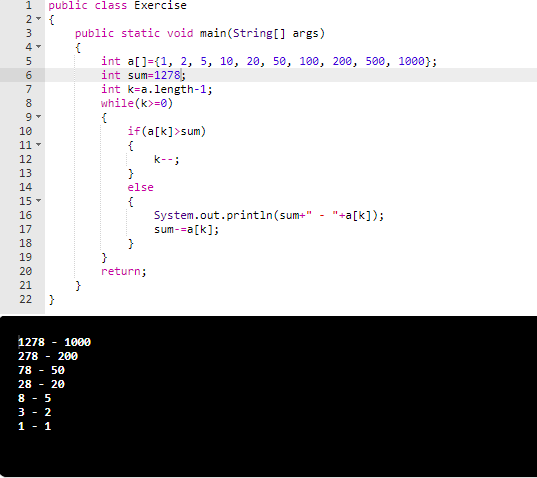 1 public class Exercise
2 {
3 public static void main(String[] args)
4 {
5 int a[]={1, 2, 5, 10, 20, 50, 100, 200, 500, 1000};
6 int sum=1278;
7 int k=a.length-1;
8 while(k>=0)
9 {
10 if(a[k]>sum)
11 {
12 k--;
13 }
14 else
15 {
16 System.out.println(sum+" - "+a[k]);
17 sum-=a[k];
18 }
19 }
20 return;
21 }
22 }
1278 - 1000
278 - 200
78 - 50
28 - 20
8 - 5
3 - 2
1 - 1